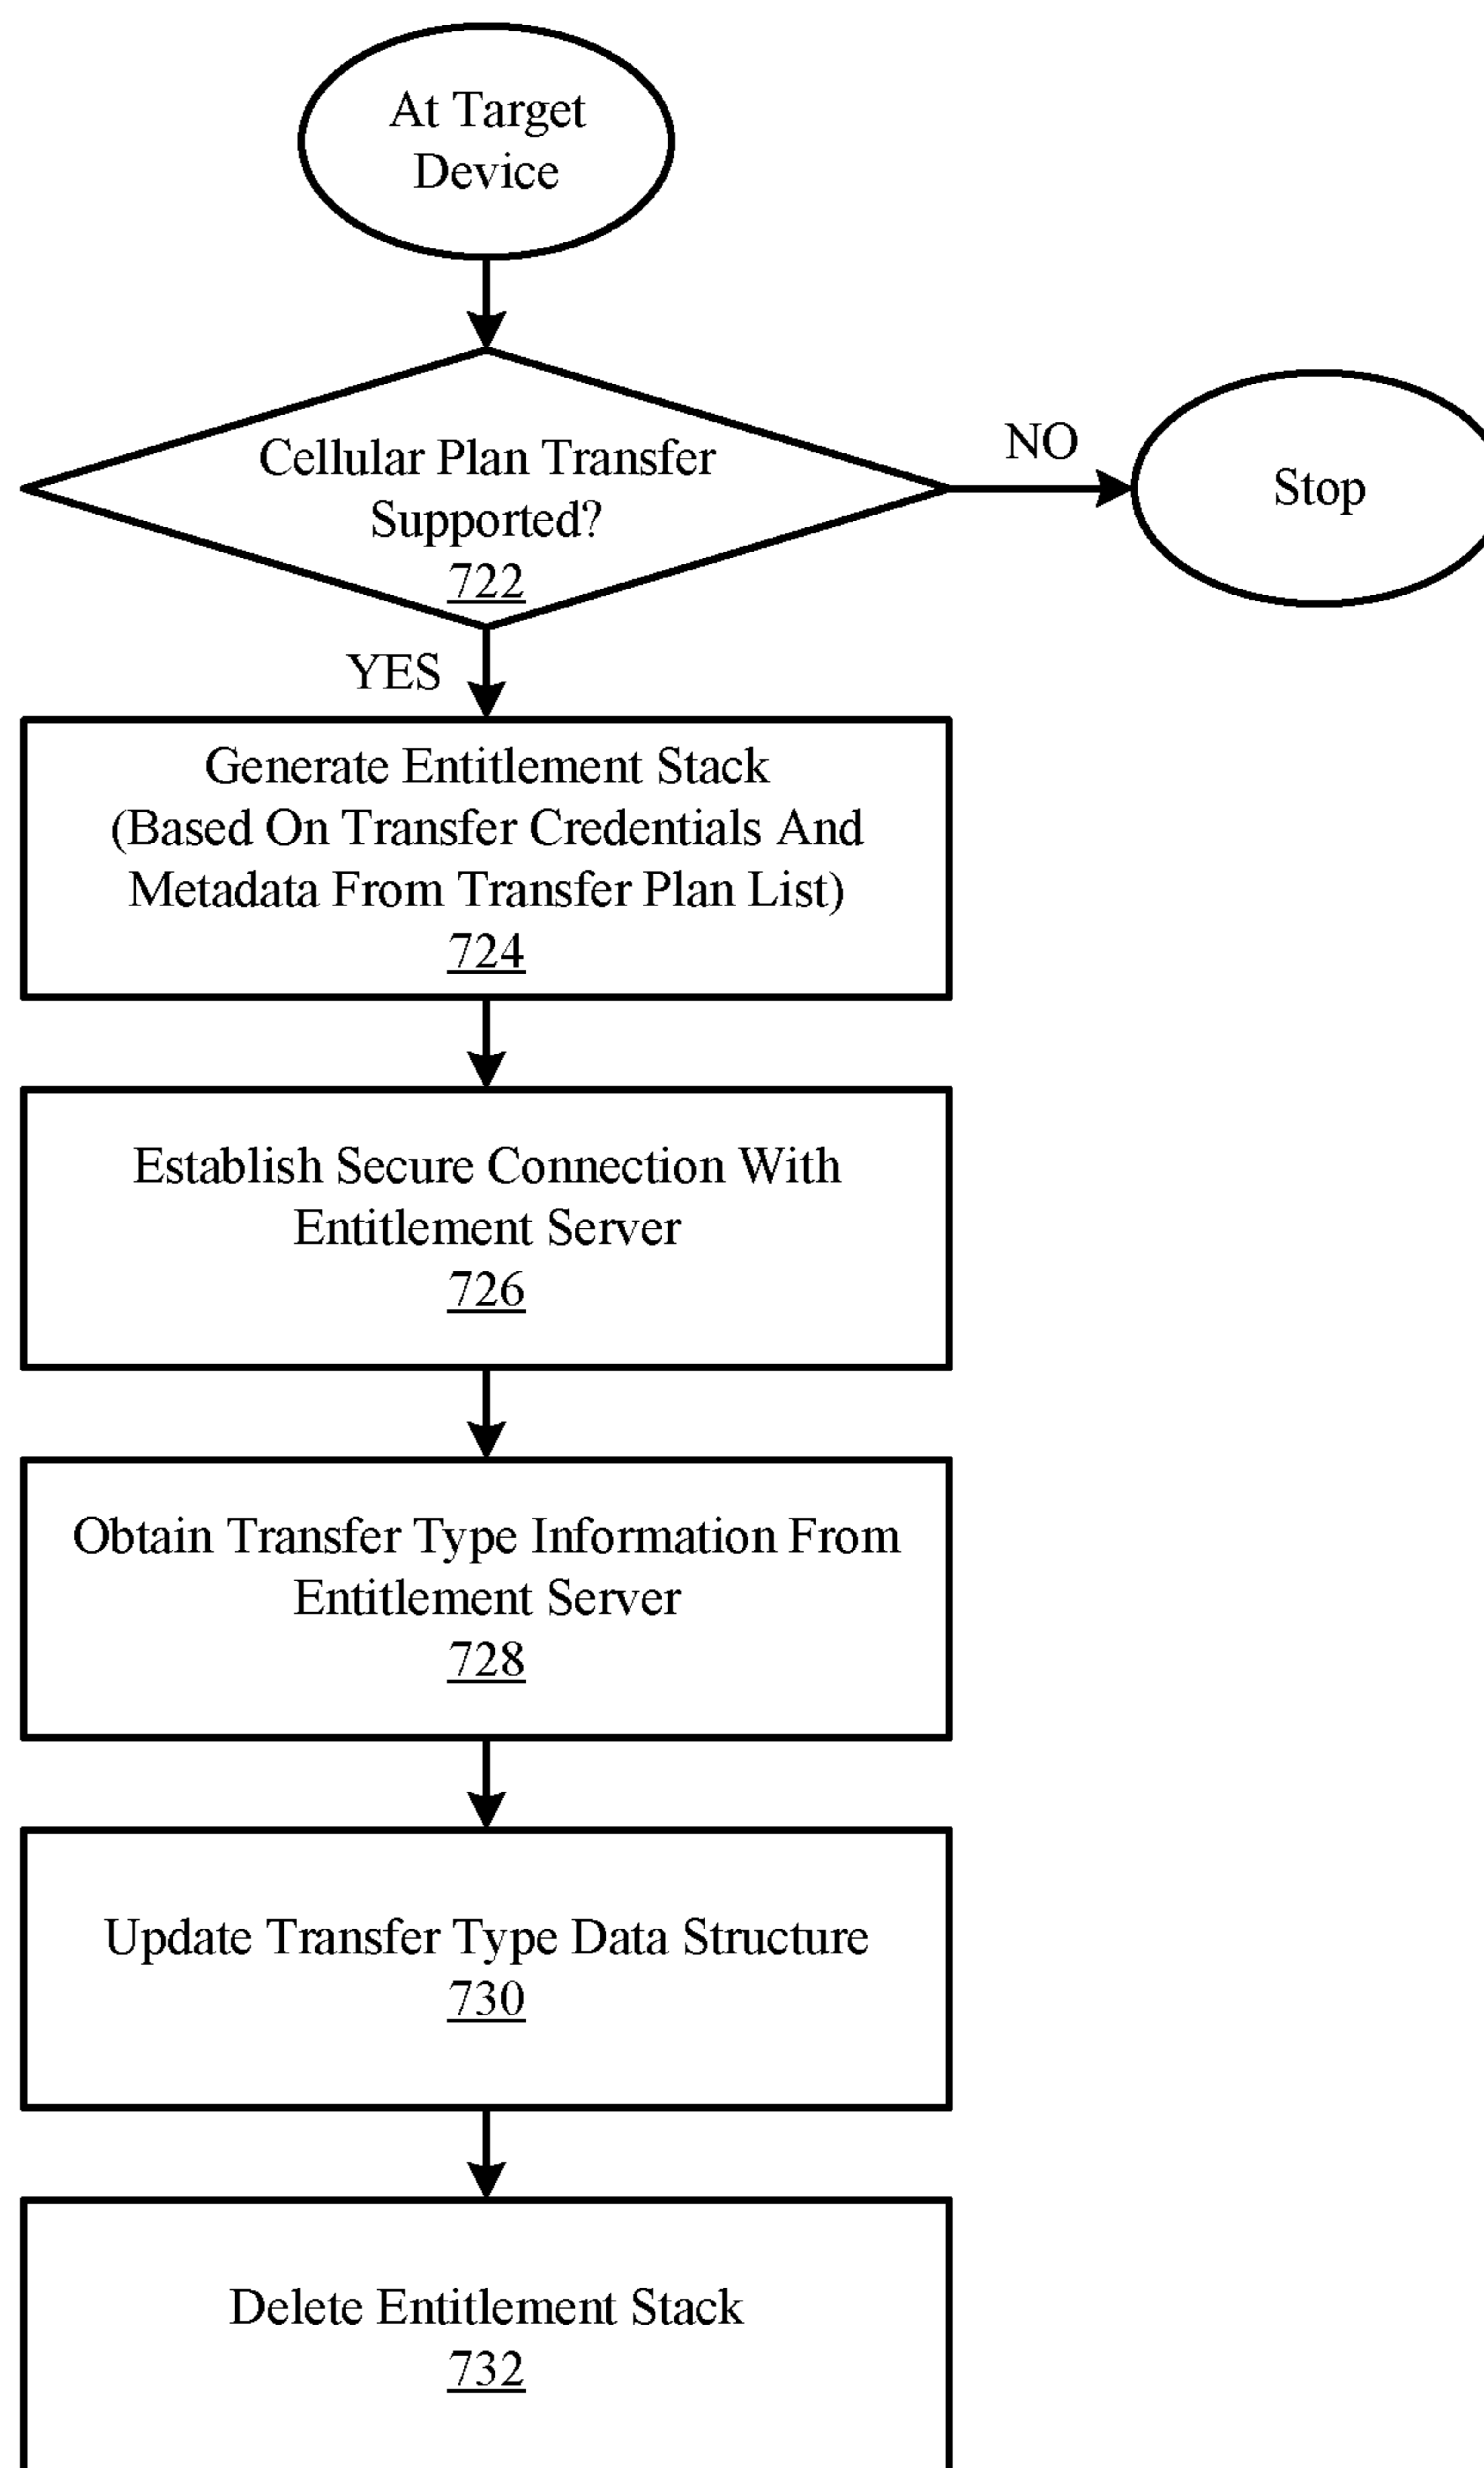 At Target
Device
Cellular Plan Transfer
Supported?
722
NO
Stop
YES
Generate Entitlement Stack
(Based On Transfer Credentials And
Metadata From Transfer Plan List)
724
Establish Secure Connection With
Entitlement Server
726
Obtain Transfer Type Information From
Entitlement Server
728
Update Transfer Type Data Structure
730
Delete Entitlement Stack
732